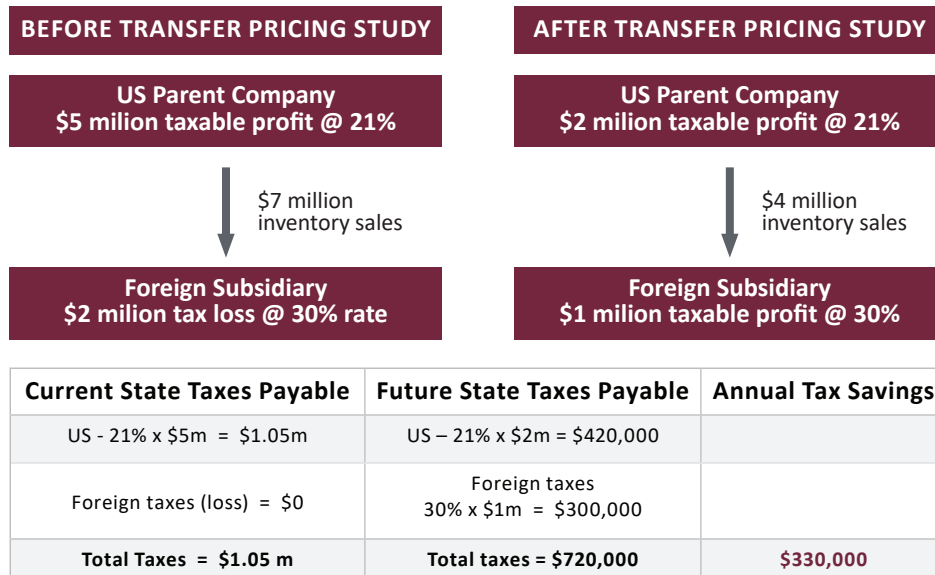 BEFORE TRANSFER PRICING STUDY
AFTER TRANSFER PRICING STUDY
US Parent Company
$5 milion taxable profit @ 21%
US Parent Company
$2 milion taxable profit @ 21%
$7 million
inventory sales
$4 million
inventory sales
Foreign Subsidiary
$2 milion tax loss @ 30% rate
Foreign Subsidiary
$1 milion taxable profit @ 30%
Current State Taxes Payable
Future State Taxes Payable
Annual Tax Savings
US - 21% x $5m = $1.05m
US – 21% x $2m = $420,000
Foreign taxes (loss) = $0
Foreign taxes
30% x $1m = $300,000
Total Taxes = $1.05 m
Total taxes = $720,000
$330,000